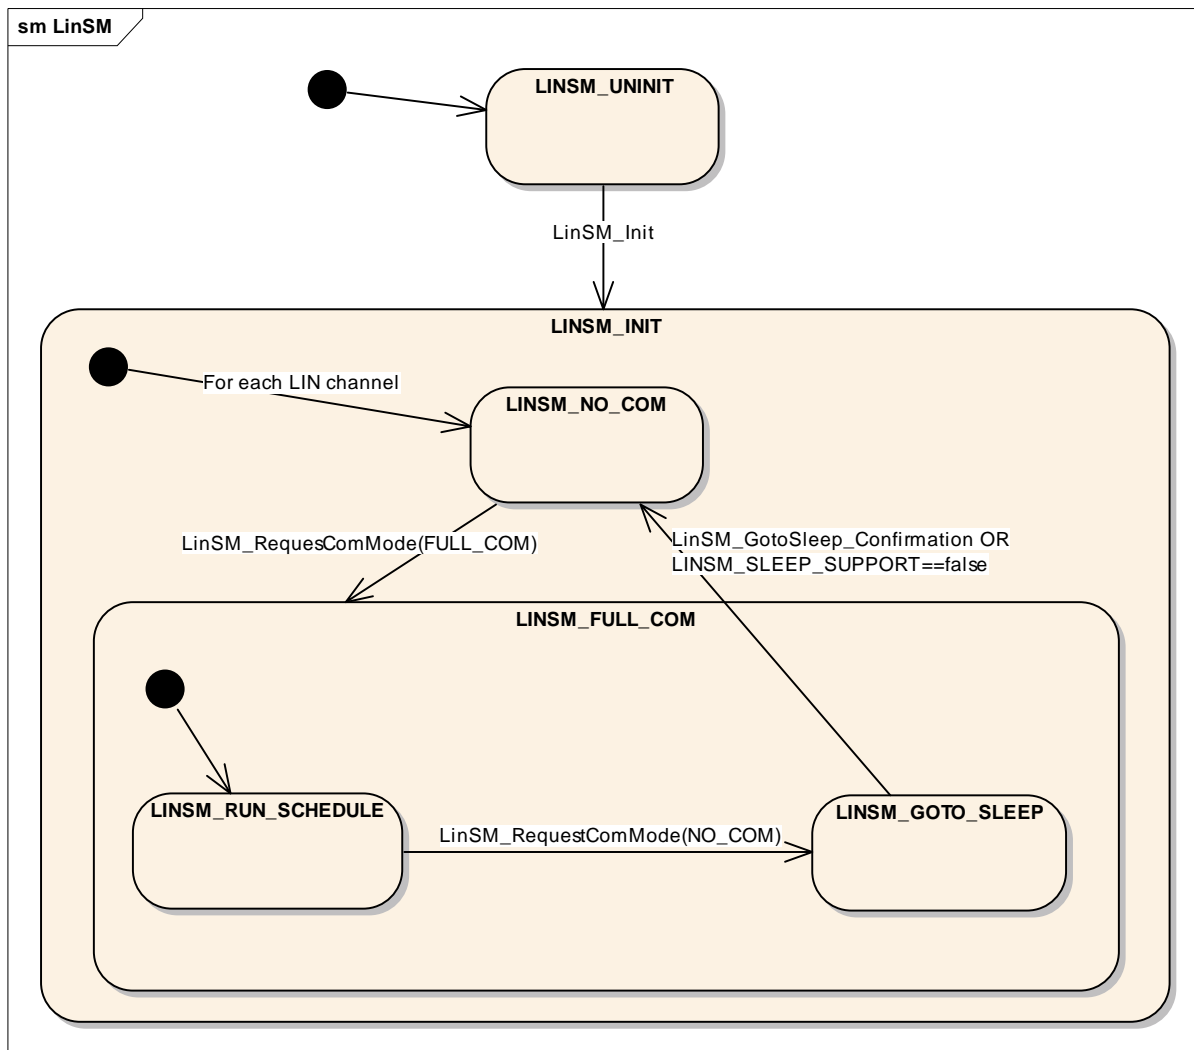 sm LinSM
LINSM_UNINIT
LinSM_Init
LINSM_INIT
For each LIN channel
LINSM_NO_COM
LinSM_RequesComMode(FULL_COM)
LinSM_GotoSleep_Confirmation OR
LINSM_SLEEP_SUPPORT==false
LINSM_FULL_COM
LINSM_RUN_SCHEDULE
LinSM_RequestComMode(NO_COM)
LINSM_GOTO_SLEEP